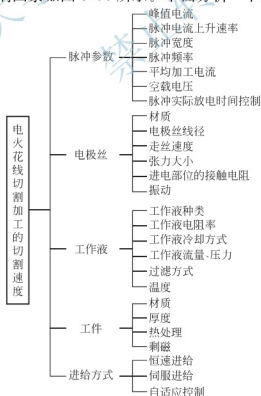 峰值电流
脉冲电流上升速率
脉冲宽度
脉冲参数
脉冲频率
平均加工电流
空载电压
脉冲实际放电时间控制
材质
电极丝线径
走丝速度
电极丝
张力大小
进电部位的接触电阻
振动
电火花线切割加工的切割速度
工作液种类
工作液电阻率
工作液冷却方式
工作液
工作液流量、压力
过滤方式
温度
材质
厚度
工件
热处理
剩磁
恒速进给
进给方式
伺服进给
自适应控制